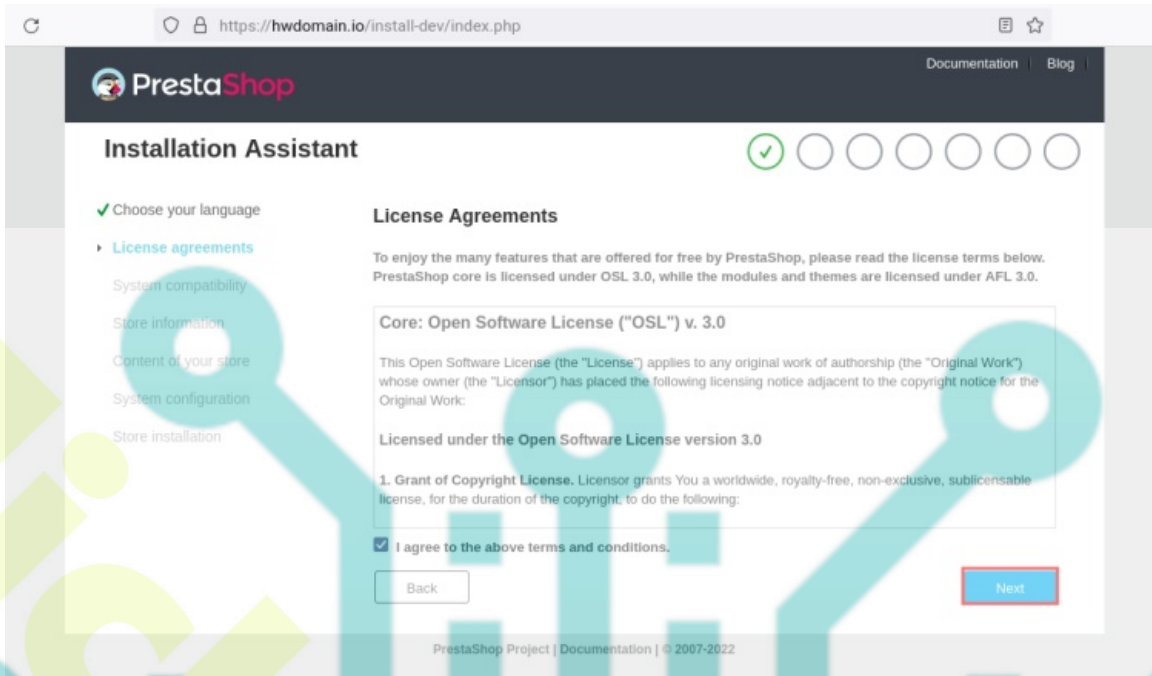 https://hwdomain.io/install-dev/index.php
Documentation
Blog
PrestaShop
Installation Assistant
Choose your language
License agreements
System compatibility
Store information
Content of your store
System configuration
Store installation
License Agreements
To enjoy the many features that are offered for free by PrestaShop, please read the license terms below.
PrestaShop core is licensed under OSL 3.0, while the modules and themes are licensed under AFL 3.0.
Core: Open Software License ("OSL") v. 3.0
This Open Software License (the "License") applies to any original work of authorship (the "Original Work")
whose owner (the "Licensor") has placed the following licensing notice adjacent to the copyright notice for the
Original Work:
Licensed under the Open Software License version 3.0
1. Grant of Copyright License. Licensor grants You a worldwide, royalty-free, non-exclusive, sublicensable
license, for the duration of the copyright, to do the following:
I agree to the above terms and conditions.
Back
Next
PrestaShop Project | Documentation | © 2007-2022